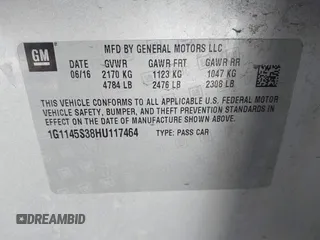 GM
MFD BY GENERAL MOTORS LLC
DATE GVWR GAWR FRT GAWR RR
06/16 2170 KG 1123 KG 1047 KG
4784 LB 2476 LB 2308 LB
THIS VEHICLE CONFORMS TO ALL APPLICABLE U.S. FEDERAL MOTOR
VEHICLE SAFETY, BUMPER, AND THEFT PREVENTION STANDARDS IN
EFFECT ON THE DATE OF MANUFACTURE SHOWN ABOVE.
1G1145S38HU117464 TYPE: PASS CAR
DREAMBID